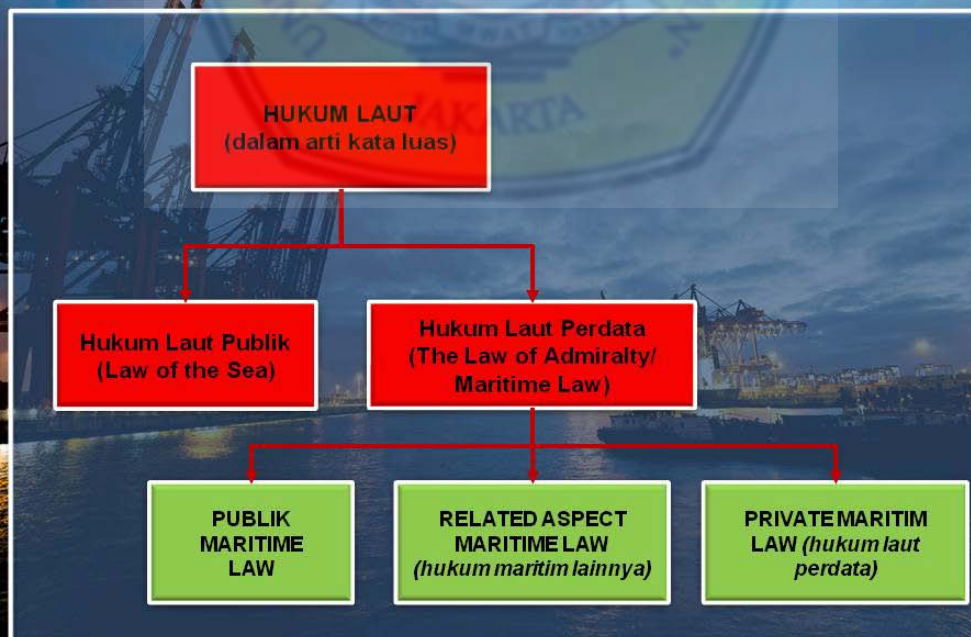 JAKARTA
HUKUM LAUT
(dalam arti kata luas)
Hukum Laut Publik
(Law of the Sea)
Hukum Laut Perdata
(The Law of Admiralty/
Maritime Law)
PUBLIK
MARITIME
LAW
RELATED ASPECT
MARITIME LAW
(hukum maritim lainnya)
PRIVATE MARITIM
LAW (hukum laut
perdata)